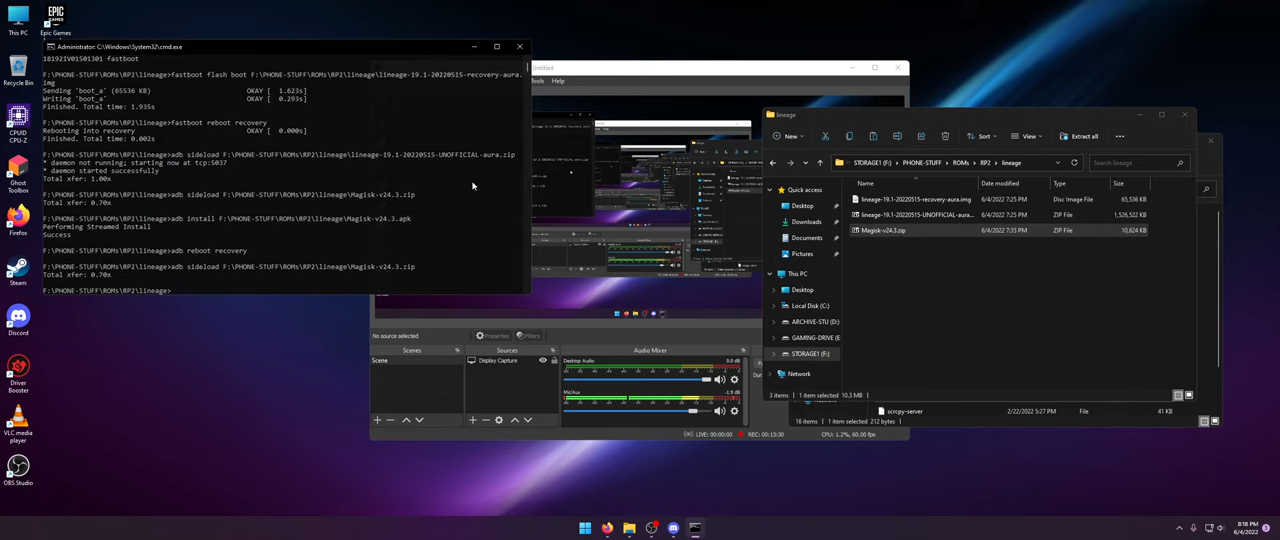 This PC
Epic Games
Recycle Bin
CPUID CPU-Z
Ghost Toolbox
Firefox
Steam
Discord
Driver Booster
VLC media player
OBS Studio
Administrator: C:\Windows\System32\cmd.exe
181921V01501301 fastboot
F:\PHONE-STUFF\ROMs\RP2\lineage>fastboot flash boot F:\PHONE-STUFF\ROMs\RP2\lineage\lineage-19.1-20220515-recovery-aura.
img
Sending 'boot_a' (65536 KB) OKAY [ 1.623s]
Writing 'boot_a' OKAY [ 0.293s]
Finished. Total time: 1.935s
F:\PHONE-STUFF\ROMs\RP2\lineage>fastboot reboot recovery
Rebooting into recovery OKAY [ 0.000s]
Finished. Total time: 0.002s
F:\PHONE-STUFF\ROMs\RP2\lineage>adb sideload F:\PHONE-STUFF\ROMs\RP2\lineage\lineage-19.1-20220515-UNOFFICIAL-aura.zip
* daemon not running; starting now at tcp:5037
* daemon started successfully
Total xfer: 1.00x
F:\PHONE-STUFF\ROMs\RP2\lineage>adb sideload F:\PHONE-STUFF\ROMs\RP2\lineage\Magisk-v24.3.zip
Total xfer: 0.70x
F:\PHONE-STUFF\ROMs\RP2\lineage>adb install F:\PHONE-STUFF\ROMs\RP2\lineage\Magisk-v24.3.apk
Performing Streamed Install
Success
F:\PHONE-STUFF\ROMs\RP2\lineage>adb reboot recovery
F:\PHONE-STUFF\ROMs\RP2\lineage>adb sideload F:\PHONE-STUFF\ROMs\RP2\lineage\Magisk-v24.3.zip
Total xfer: 0.70x
F:\PHONE-STUFF\ROMs\RP2\lineage>
Untitled
Tools Help
No source selected
Properties Filters
Scenes Sources Audio Mixer
Scene
Display Capture
Desktop Audio 0.0 dB
Mic/Aux -1.9 dB
LIVE: 00:00:00 REC: 00:13:30 CPU: 1.2%, 60.00 fps
lineage
New Sort View Extract all
STORAGE1 (F:) PHONE-STUFF ROMs RP2 lineage
Search lineage
Name Date modified Type Size
lineage-19.1-20220515-recovery-aura.img 6/4/2022 7:25 PM Disc Image File 65,536 KB
lineage-19.1-20220515-UNOFFICIAL-aura... 6/4/2022 7:25 PM ZIP File 1,526,522 KB
Magisk-v24.3.zip 6/4/2022 7:35 PM ZIP File 10,624 KB
Quick access
Desktop
Downloads
Documents
Pictures
This PC
Desktop
Local Disk (C:)
ARCHIVE-STU (D:)
GAMING-DRIVE (E
STORAGE1 (F:)
Network
3 items 1 item selected 10.3 MB
scrcpy-server 2/22/2022 5:27 PM File 41 KB
16 items 1 item selected 212 bytes
8:18 PM
6/4/2022